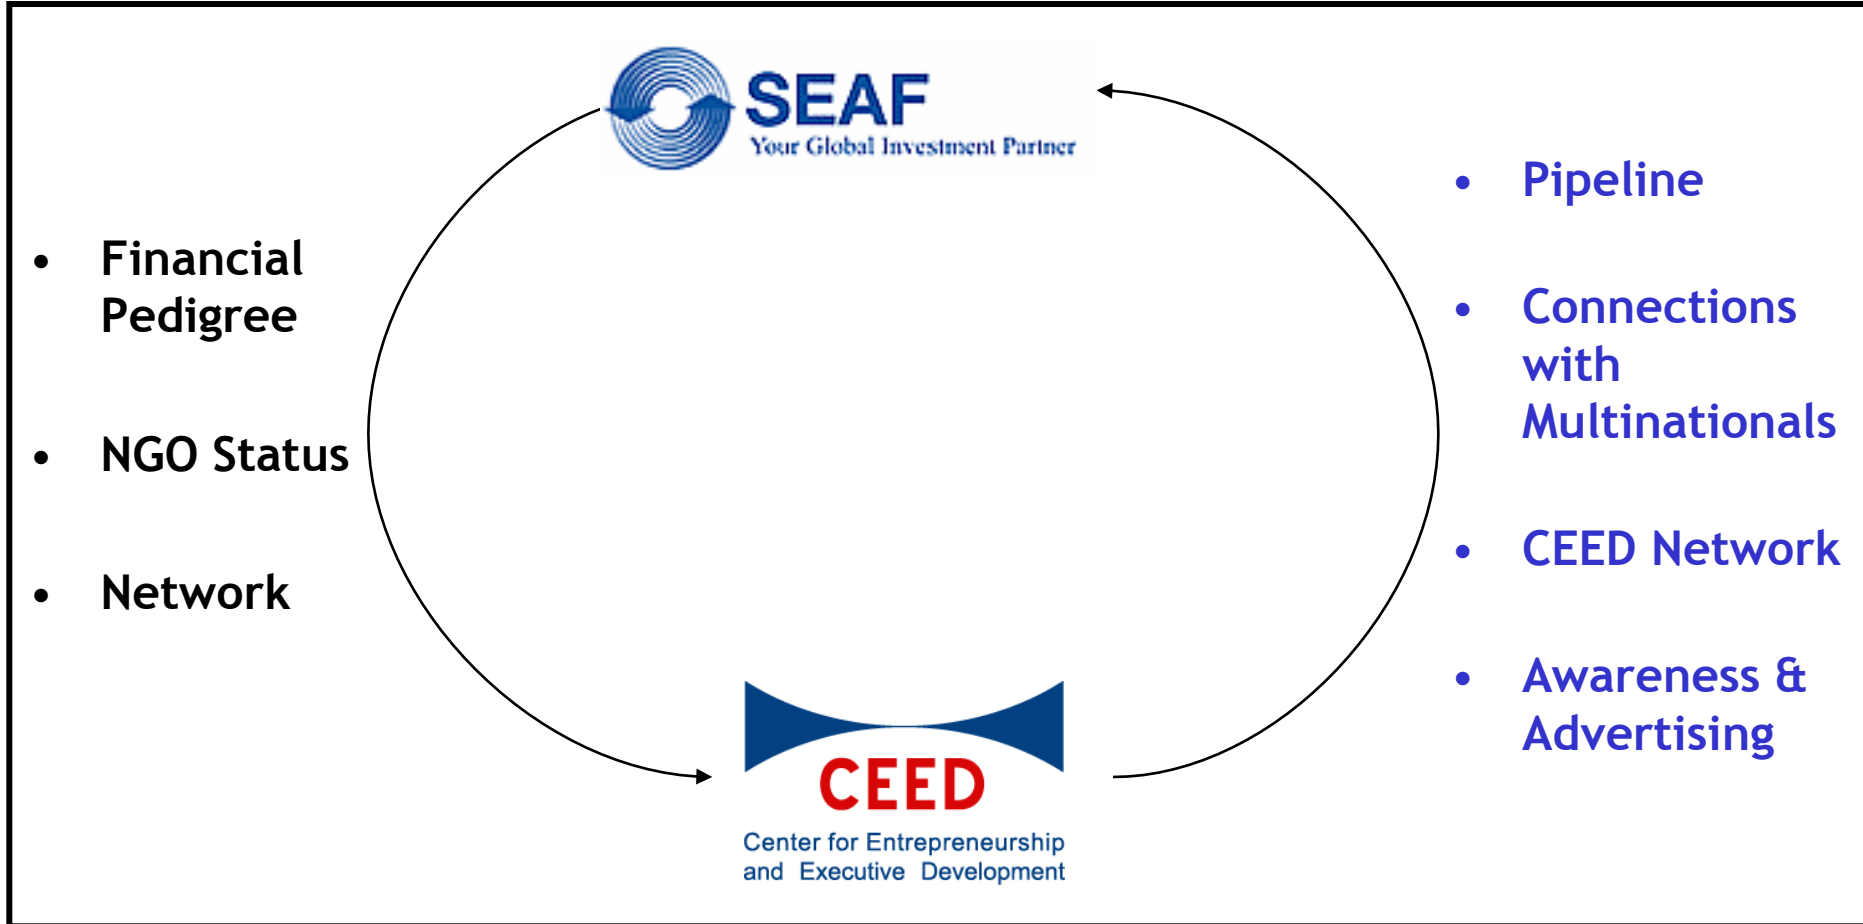 SEAF
Your Global Investment Partner
• Financial
Pedigree
• NGO Status
• Network
• Pipeline
• Connections
with
Multinationals
• CEED Network
• Awareness &
Advertising
CEED
Center for Entrepreneurship
and Executive Development